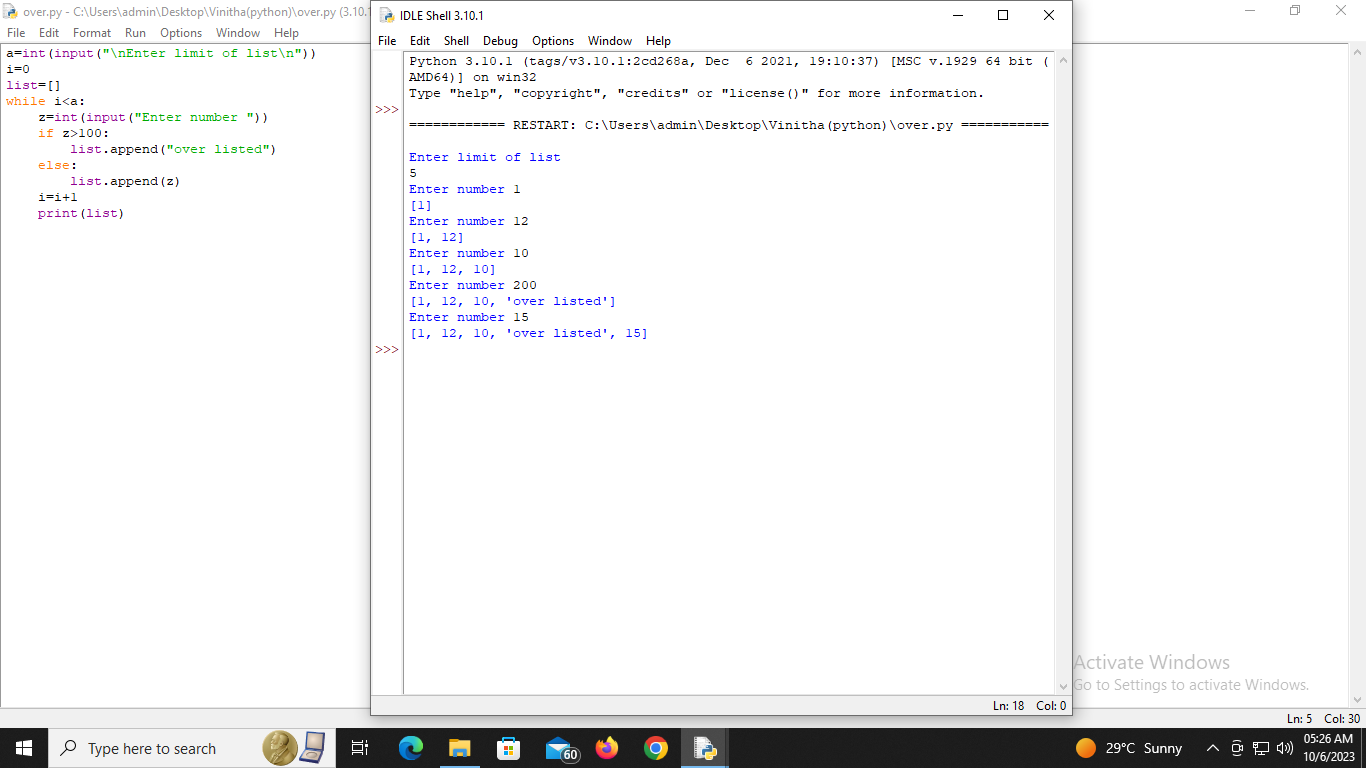 over.py - C:\Users\admin\Desktop\Vinitha(python)\over.py (3.10.1
File Edit Format Run Options Window Help
a=int(input("\nEnter limit of list\n"))
i=0
list=[]
while i<a:
    z=int(input("Enter number "))
    if z>100:
        list.append("over listed")
    else:
        list.append(z)
    i=i+1
    print(list)
IDLE Shell 3.10.1
File Edit Shell Debug Options Window Help
Python 3.10.1 (tags/v3.10.1:2cd268a, Dec  6 2021, 19:10:37) [MSC v.1929 64 bit (
AMD64)] on win32
Type "help", "copyright", "credits" or "license()" for more information.
>>>
============ RESTART: C:\Users\admin\Desktop\Vinitha(python)\over.py ===========
Enter limit of list
5
Enter number 1
[1]
Enter number 12
[1, 12]
Enter number 10
[1, 12, 10]
Enter number 200
[1, 12, 10, 'over listed']
Enter number 15
[1, 12, 10, 'over listed', 15]
>>>
Ln: 18 Col: 0
Activate Windows
Go to Settings to activate Windows.
Ln: 5 Col: 30
Type here to search
60
29°C Sunny
05:26 AM
10/6/2023